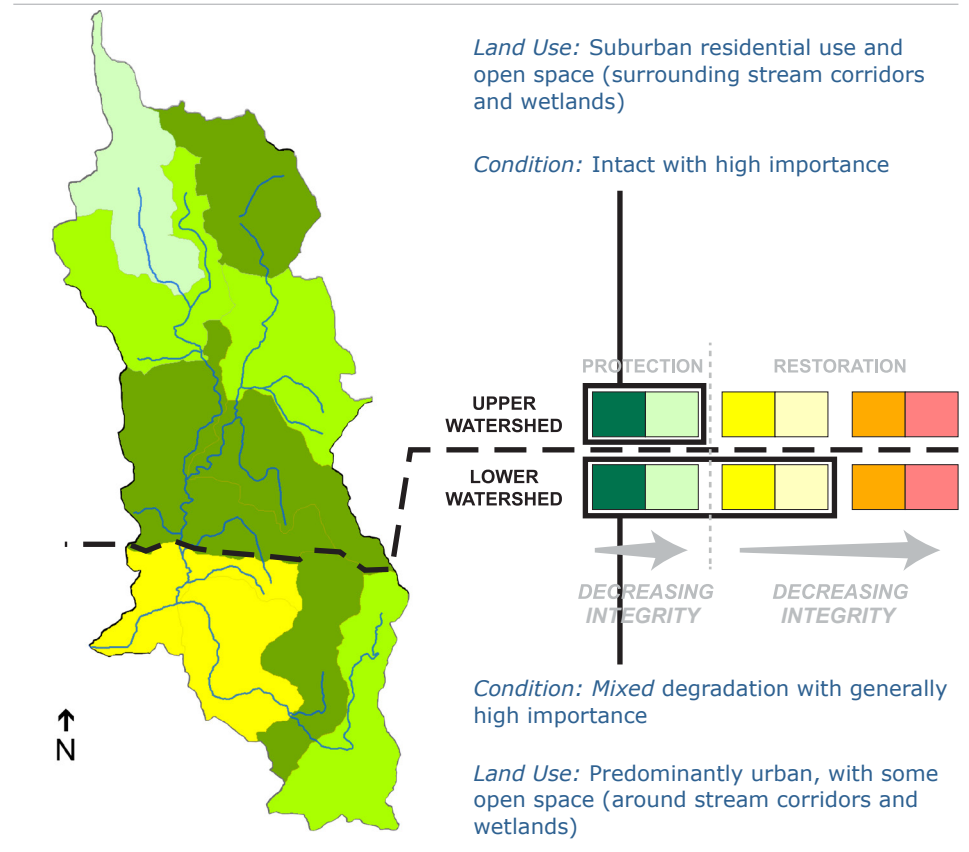 Land Use: Suburban residential use and
open space (surrounding stream corridors
and wetlands)
Condition: Intact with high importance
PROTECTION
RESTORATION
UPPER
WATERSHED
LOWER
WATERSHED
DECREASING
INTEGRITY
DECREASING
INTEGRITY
Condition: Mixed degradation with generally
high importance
N
Land Use: Predominantly urban, with some
open space (around stream corridors and
wetlands)